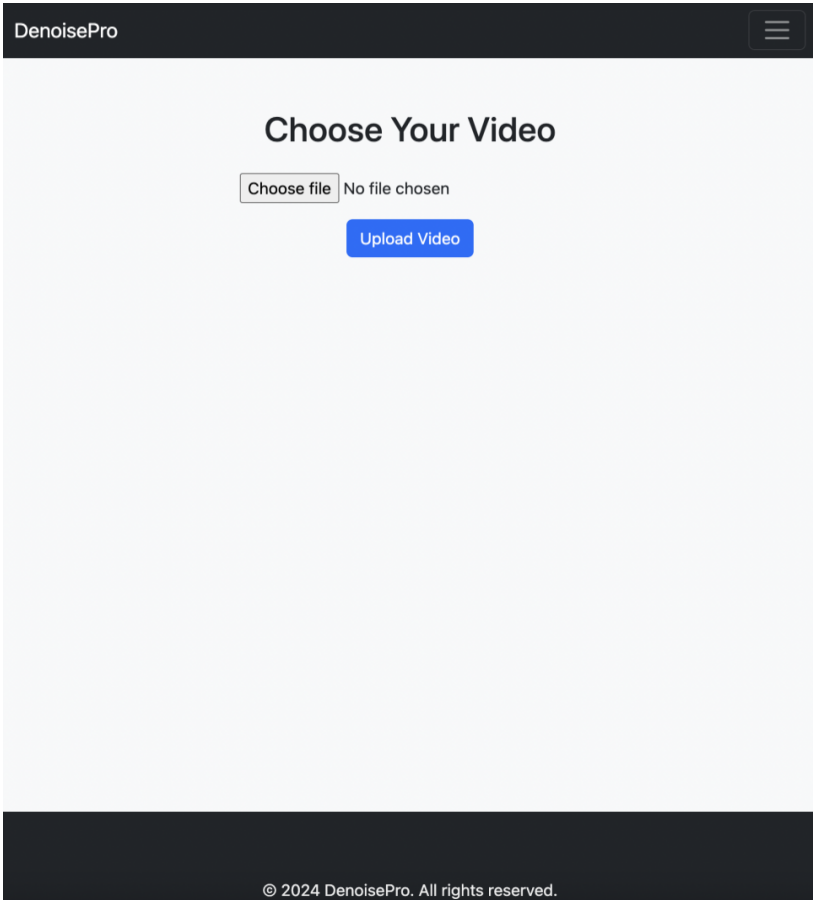 DenoisePro
Choose Your Video
Choose file No file chosen
Upload Video
© 2024 DenoisePro. All rights reserved.